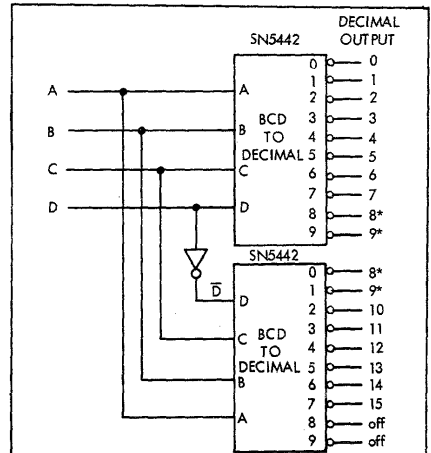 DECIMAL
OUTPUT
SN5442
A
B
C
D
A
B
C
D
BCD
TO
DECIMAL
0 0
1 1
2 2
3 3
4 4
5 5
6 6
7 7
8 8*
9 9*
SN5442
D
D
C
B
A
BCD
TO
DECIMAL
0 8*
1 9*
2 10
3 11
4 12
5 13
6 14
7 15
8 off
9 off